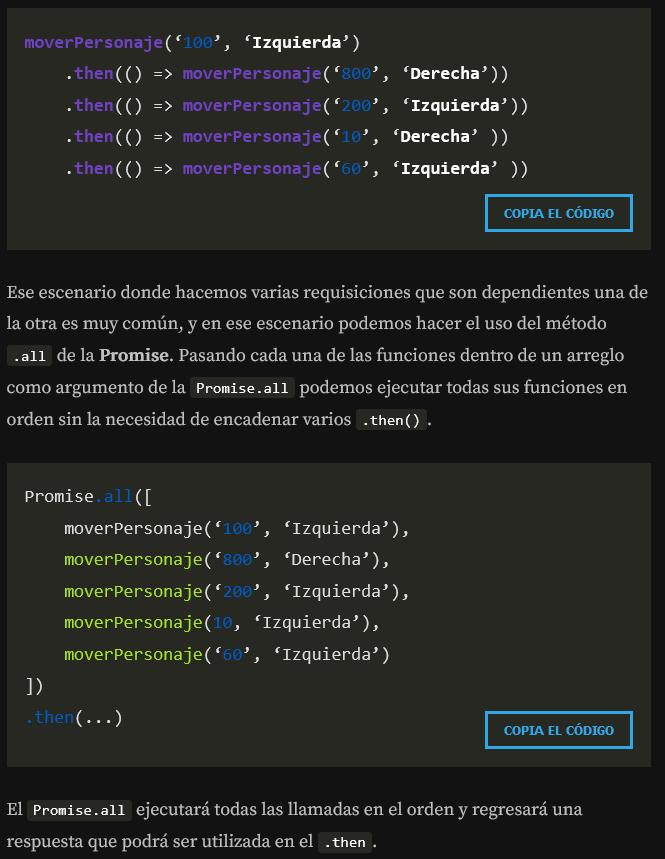 moverPersonaje(‘100’, ‘Izquierda’)
.then(() => moverPersonaje(‘800’, ‘Derecha’))
.then(() => moverPersonaje(‘200’, ‘Izquierda’))
.then(() => moverPersonaje(‘10’, ‘Derecha’ ))
.then(() => moverPersonaje(‘60’, ‘Izquierda’ ))
COPIA EL CÓDIGO
Ese escenario donde hacemos varias requisiciones que son dependientes una de
la otra es muy común, y en ese escenario podemos hacer el uso del método
.all de la Promise. Pasando cada una de las funciones dentro de un arreglo
como argumento de la Promise.all podemos ejecutar todas sus funciones en
orden sin la necesidad de encadenar varios .then().
Promise.all([
moverPersonaje(‘100’, ‘Izquierda’),
moverPersonaje(‘800’, ‘Derecha’),
moverPersonaje(‘200’, ‘Izquierda’),
moverPersonaje(10, ‘Izquierda’),
moverPersonaje(‘60’, ‘Izquierda’)
])
.then(...)
COPIA EL CÓDIGO
El Promise.all ejecutará todas las llamadas en el orden y regresará una
respuesta que podrá ser utilizada en el .then.